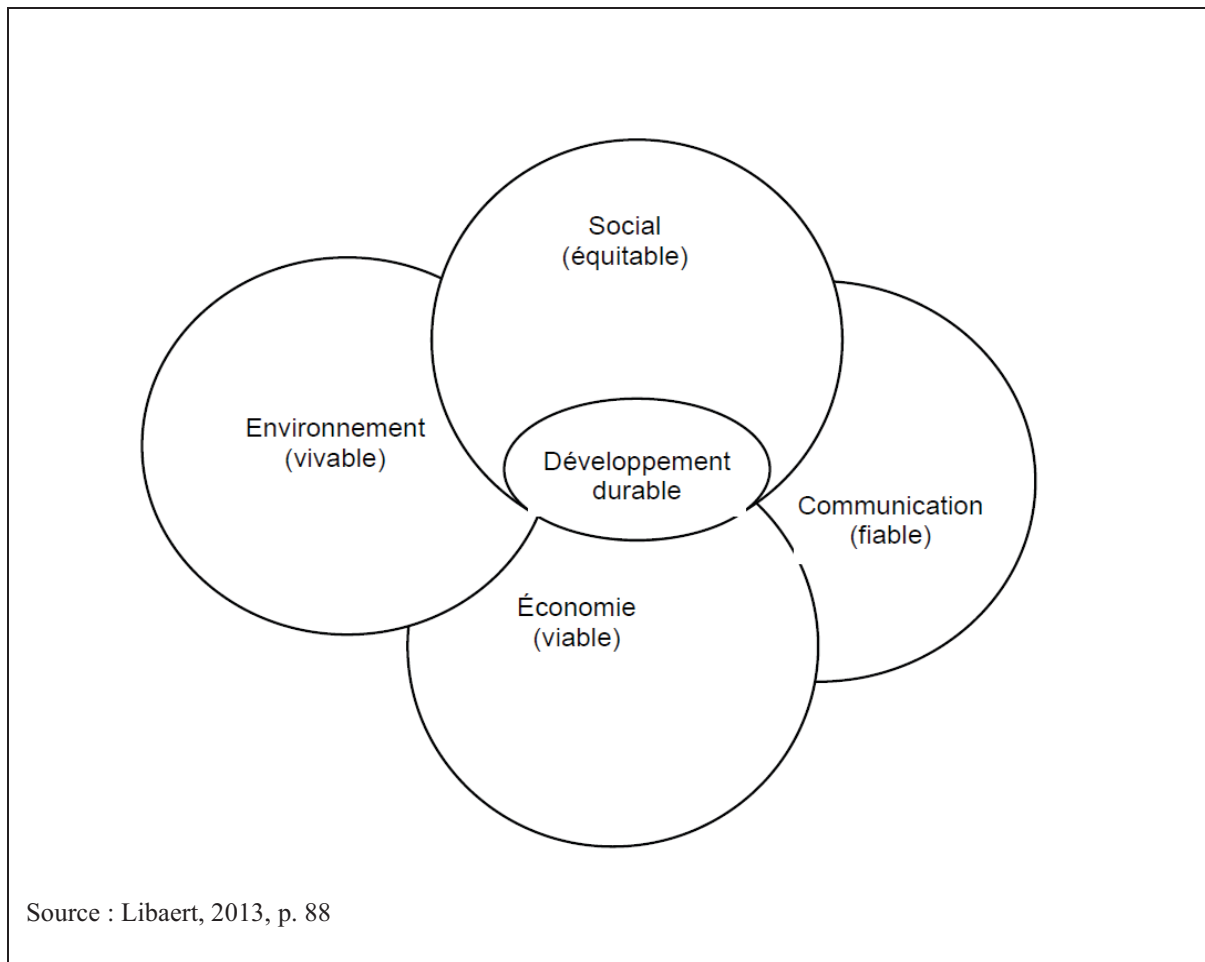 Social
(équitable)
Environnement
(vivable)
Développement
durable
Communication
(fiable)
Économie
(viable)
Source : Libaert, 2013, p. 88